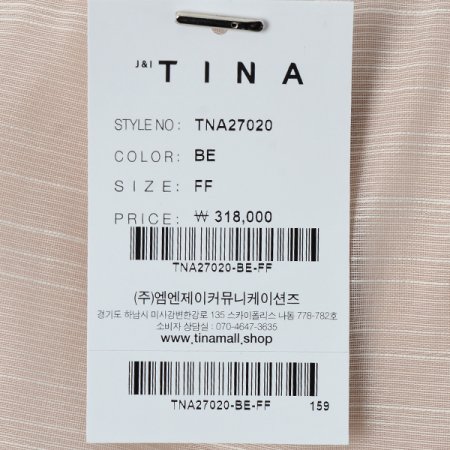 J&I TINA
STYLE NO : TNA27020
COLOR: BE
SIZE: FF
PRICE: ₩ 318,000
TNA27020-BE-FF
(주)엠엔제이커뮤니케이션즈
경기도 하남시 미사강변한강로 135 스카이폴리스 나동 778-782호
소비자 상담실 : 070-4647-3635
www.tinamall.shop
TNA27020-BE-FF 159